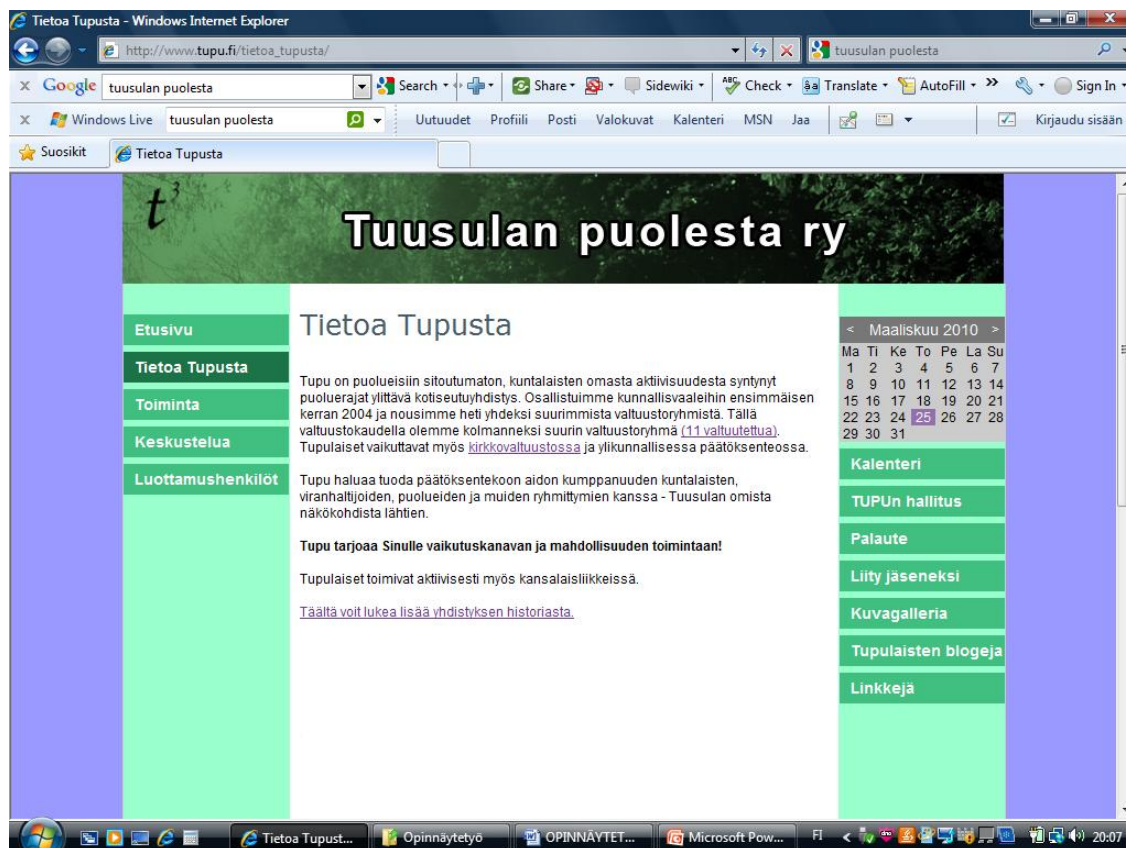 Tietoa Tupusta - Windows Internet Explorer
http://www.tupu.fi/tietoa_tupusta/
tuusulan puolesta
x Google tuusulan puolesta Search Share Sidewiki Check Translate AutoFill » Sign In
x Windows Live tuusulan puolesta Uutuudet Profiili Posti Valokuvat Kalenteri MSN Jaa Kirjaudu sisään
Suosikit Tietoa Tupusta
t³
Tuusulan puolesta ry
Etusivu
Tietoa Tupusta
Toiminta
Keskustelua
Luottamushenkilöt
Tietoa Tupusta
Tupu on puolueisiin sitoutumaton, kuntalaisten omasta aktiivisuudesta syntynyt
puoluerajat ylittävä kotiseutuyhdistys. Osallistuimme kunnallisvaaleihin ensimmäisen
kerran 2004 ja nousimme heti yhdeksi suurimmista valtuustoryhmistä. Tällä
valtuustokaudella olemme kolmanneksi suurin valtuustoryhmä (11 valtuutettua).
Tupulaiset vaikuttavat myös kirkkovaltuustossa ja ylikunnallisessa päätöksenteossa.
Tupu haluaa tuoda päätöksentekoon aidon kumppanuuden kuntalaisten,
viranhaltijoiden, puolueiden ja muiden ryhmittymien kanssa - Tuusulan omista
näkökohdista lähtien.
Tupu tarjoaa Sinulle vaikutuskanavan ja mahdollisuuden toimintaan!
Tupulaiset toimivat aktiivisesti myös kansalaisliikkeissä.
Täältä voit lukea lisää yhdistyksen historiasta.
< Maaliskuu 2010 >
Ma Ti Ke To Pe La Su
1 2 3 4 5 6 7
8 9 10 11 12 13 14
15 16 17 18 19 20 21
22 23 24 25 26 27 28
29 30 31
Kalenteri
TUPUn hallitus
Palaute
Liity jäseneksi
Kuvagalleria
Tupulaisten blogeja
Linkkejä
Tietoa Tupust... Opinnäytetyö OPINNÄYTET... Microsoft Pow... FI < 20:07